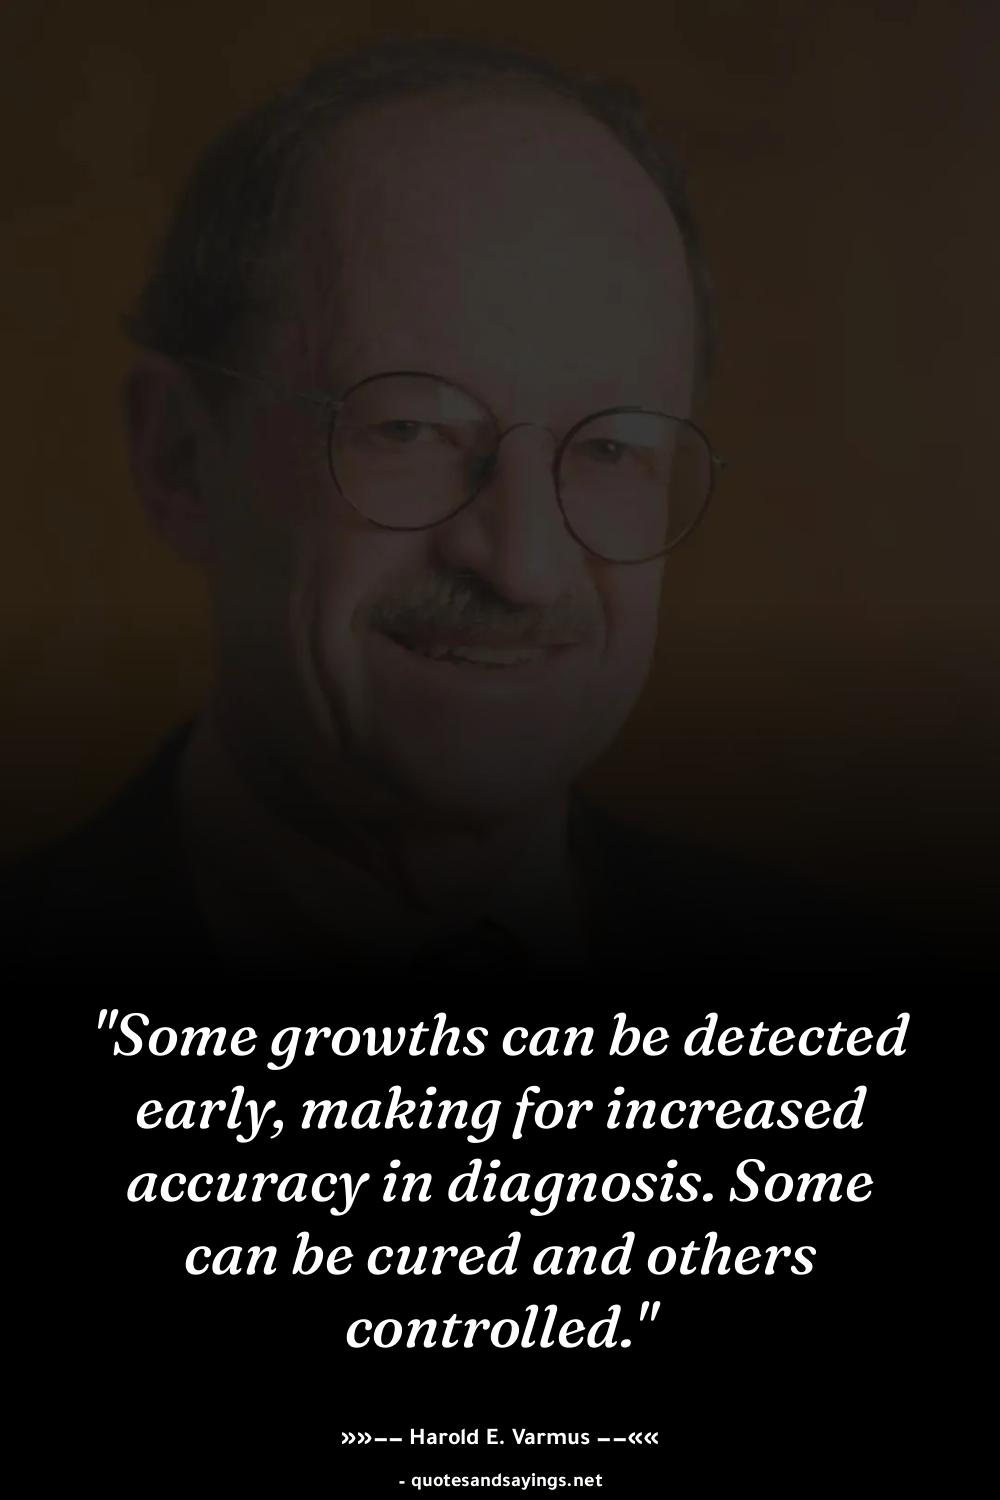 "Some growths can be detected
early, making for increased
accuracy in diagnosis. Some
can be cured and others
controlled."
»»–– Harold E. Varmus ––««
- quotesandsayings.net